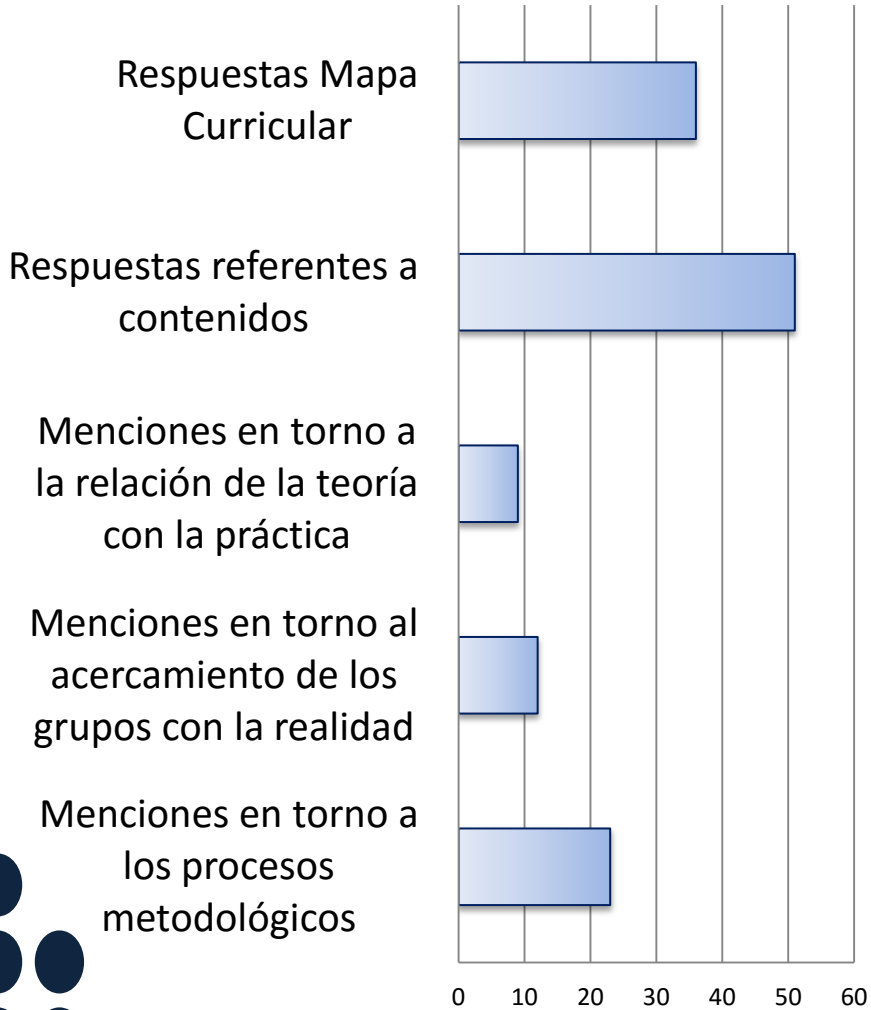 Respuestas Mapa
Curricular
Respuestas referentes a
contenidos
Menciones en torno a
la relación de la teoría
con la práctica
Menciones en torno al
acercamiento de los
grupos con la realidad
Menciones en torno a
los procesos
metodológicos
0 10 20 30 40 50 60